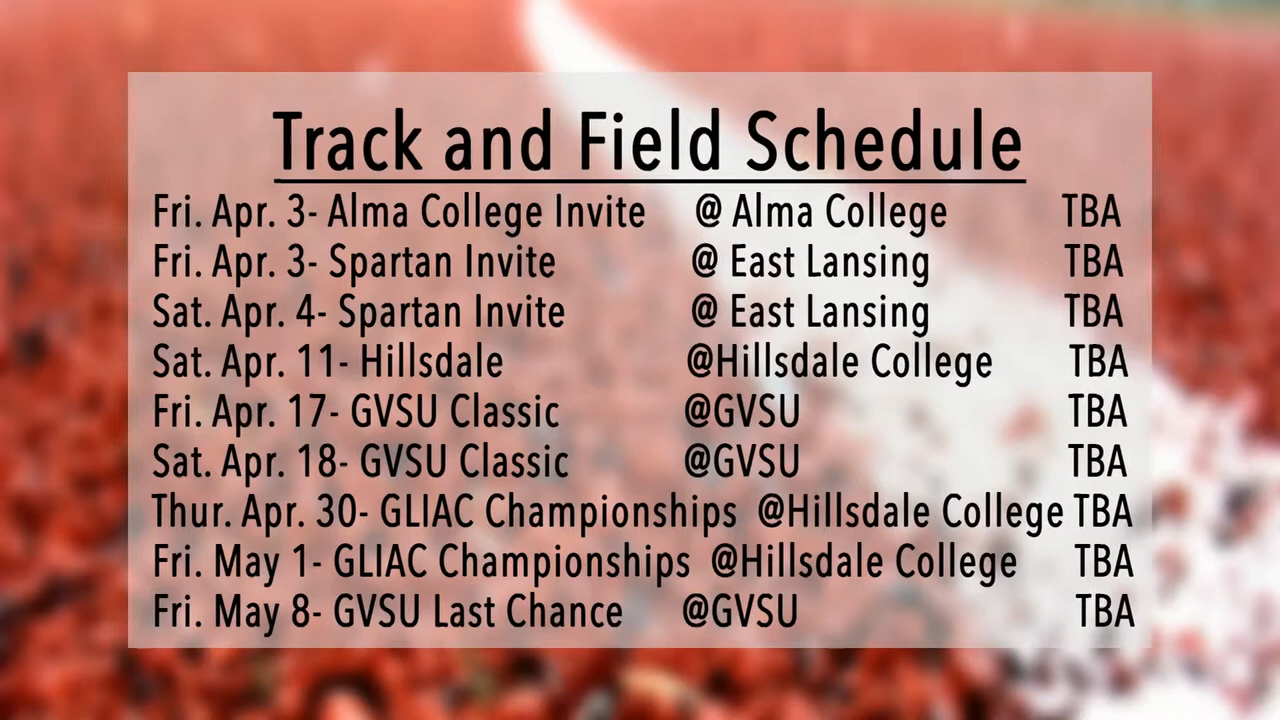 Track and Field Schedule
Fri. Apr. 3- Alma College Invite @ Alma College TBA
Fri. Apr. 3- Spartan Invite @ East Lansing TBA
Sat. Apr. 4- Spartan Invite @ East Lansing TBA
Sat. Apr. 11- Hillsdale @Hillsdale College TBA
Fri. Apr. 17- GVSU Classic @GVSU TBA
Sat. Apr. 18- GVSU Classic @GVSU TBA
Thur. Apr. 30- GLIAC Championships @Hillsdale College TBA
Fri. May 1- GLIAC Championships @Hillsdale College TBA
Fri. May 8- GVSU Last Chance @GVSU TBA